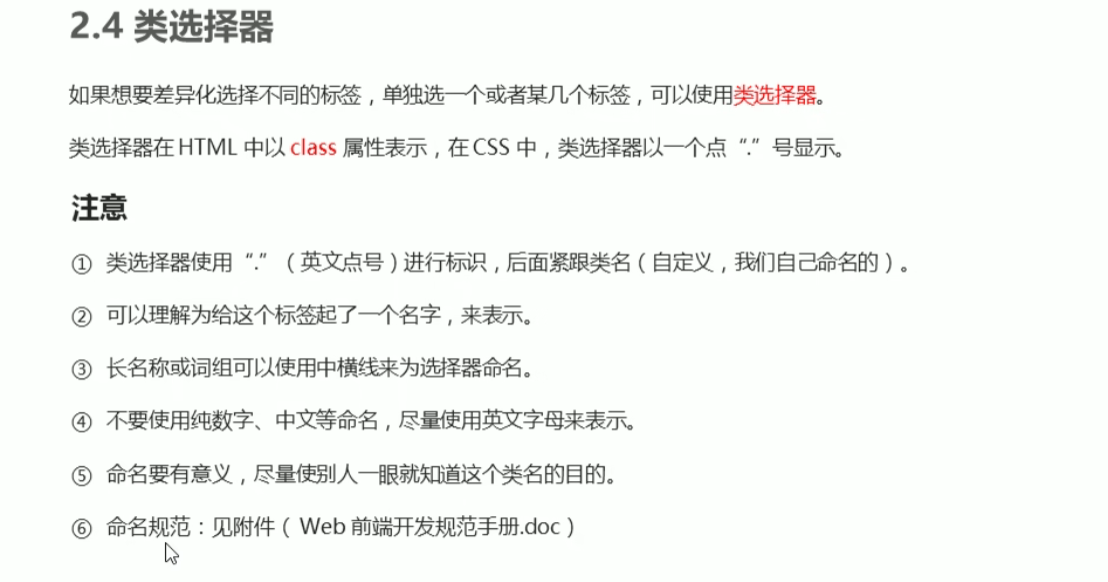 2.4 类选择器
如果想要差异化选择不同的标签，单独选一个或者某几个标签，可以使用类选择器。
类选择器在 HTML 中以 class 属性表示，在 CSS 中，类选择器以一个点“.”号显示。
注意
① 类选择器使用“.”（英文点号）进行标识，后面紧跟类名（自定义，我们自己命名的）。
② 可以理解为给这个标签起了一个名字，来表示。
③ 长名称或词组可以使用中横线来为选择器命名。
④ 不要使用纯数字、中文等命名，尽量使用英文字母来表示。
⑤ 命名要有意义，尽量使别人一眼就知道这个类名的目的。
⑥ 命名规范：见附件（ Web 前端开发规范手册.doc ）